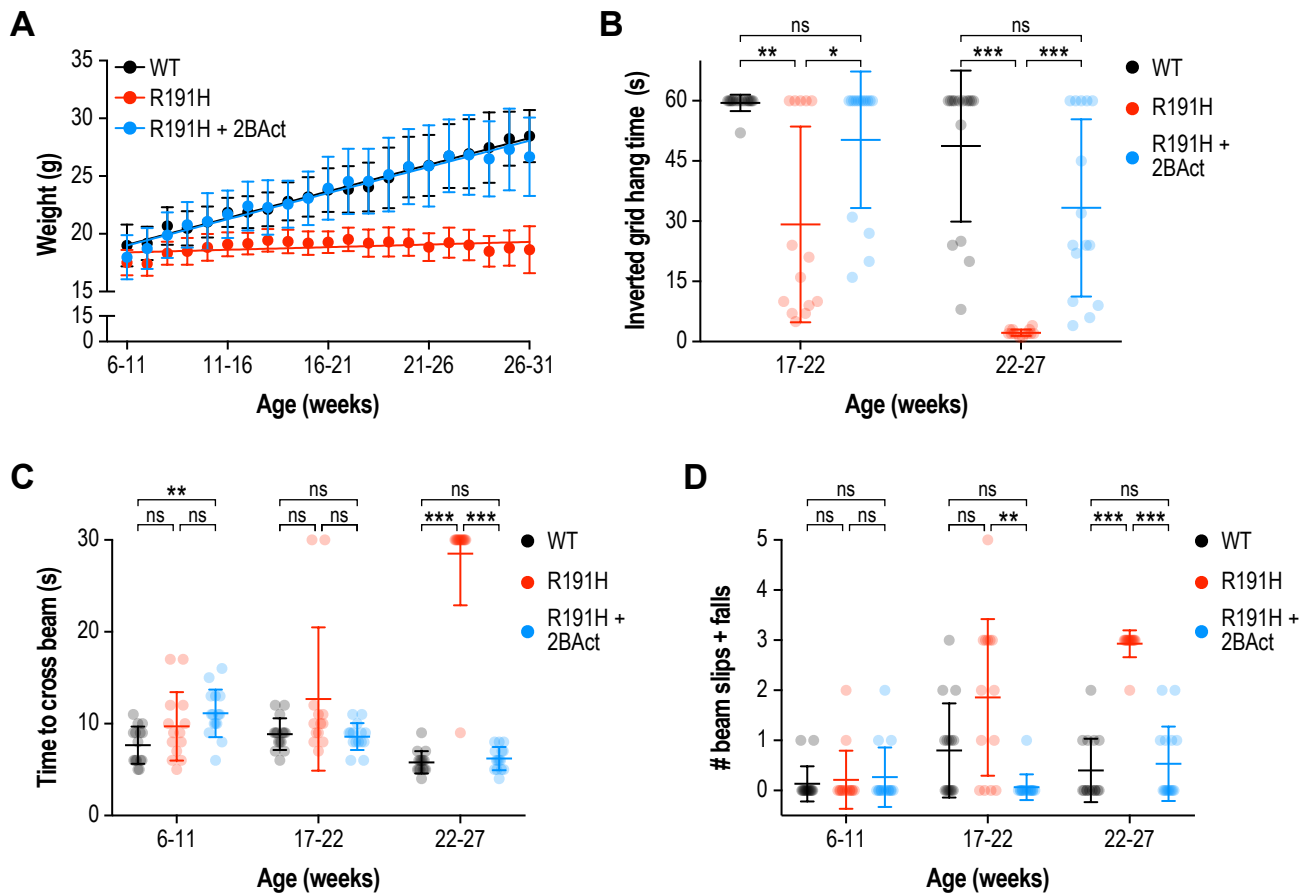 A
35
30
25
20
15
15
0
Weight (g)
WT
R191H
R191H + 2BAct
6-11
11-16
16-21
21-26
26-31
Age (weeks)
B
ns
ns
**
*
***
***
60
45
30
15
0
Inverted grid hang time (s)
17-22
22-27
Age (weeks)
WT
R191H
R191H +
2BAct
C
**
ns
ns
ns
ns
ns
ns
***
***
30
20
10
0
Time to cross beam (s)
6-11
17-22
22-27
Age (weeks)
WT
R191H
R191H +
2BAct
D
ns
ns
ns
ns
ns
ns
**
***
***
5
4
3
2
1
0
# beam slips + falls
6-11
17-22
22-27
Age (weeks)
WT
R191H
R191H +
2BAct